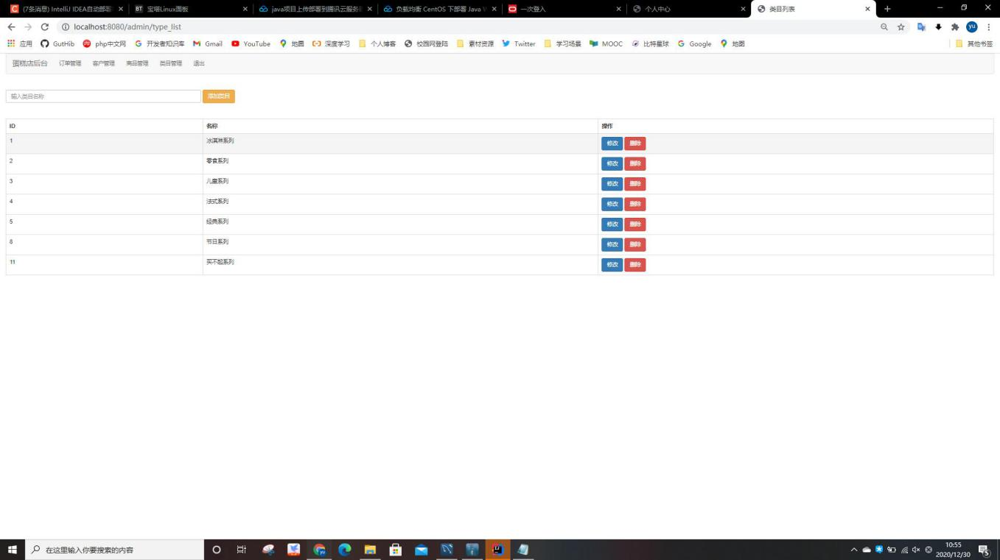 (7条消息) IntelliJ IDEA自动部署 宝塔Linux面板 java项目上传部署到腾讯云服务 负载均衡 CentOS 下部署 Java W 一次登入 个人中心 类目列表
localhost:8080/admin/type_list
应用 GutHib php中文网 开发者知识库 Gmail YouTube 地图 深度学习 个人博客 校园网登陆 素材资源 Twitter 学习场景 MOOC 比特星球 Google 地图 其他书签
蛋糕店后台 订单管理 客户管理 商品管理 类目管理 退出
输入类目名称 添加类目
ID 名称 操作
1 冰淇淋系列 修改 删除
2 零食系列 修改 删除
3 儿童系列 修改 删除
4 法式系列 修改 删除
5 经典系列 修改 删除
8 节日系列 修改 删除
11 买不起系列 修改 删除
在这里输入你要搜索的内容
10:55
2020/12/30